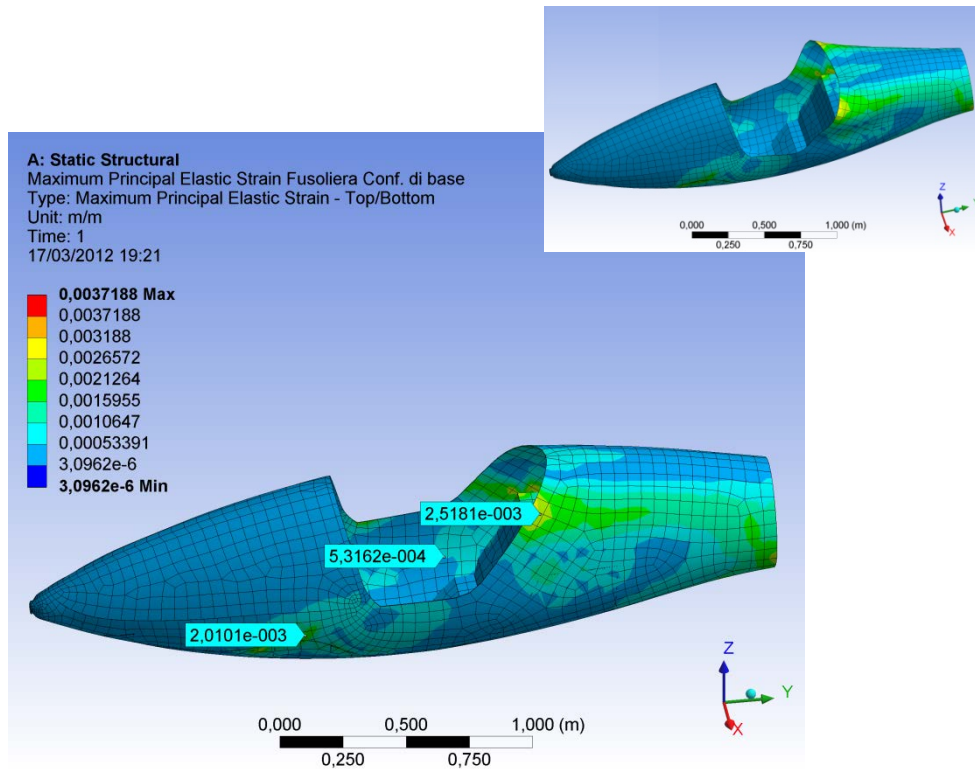 Z
Y
X
0,000 0,500 1,000 (m)
0,250 0,750
A: Static Structural
Maximum Principal Elastic Strain Fusoliera Conf. di base
Type: Maximum Principal Elastic Strain - Top/Bottom
Unit: m/m
Time: 1
17/03/2012 19:21
0,0037188 Max
0,0037188
0,003188
0,0026572
0,0021264
0,0015955
0,0010647
0,00053391
3,0962e-6
3,0962e-6 Min
2,5181e-003
5,3162e-004
2,0101e-003
Z
Y
X
0,000 0,500 1,000 (m)
0,250 0,750